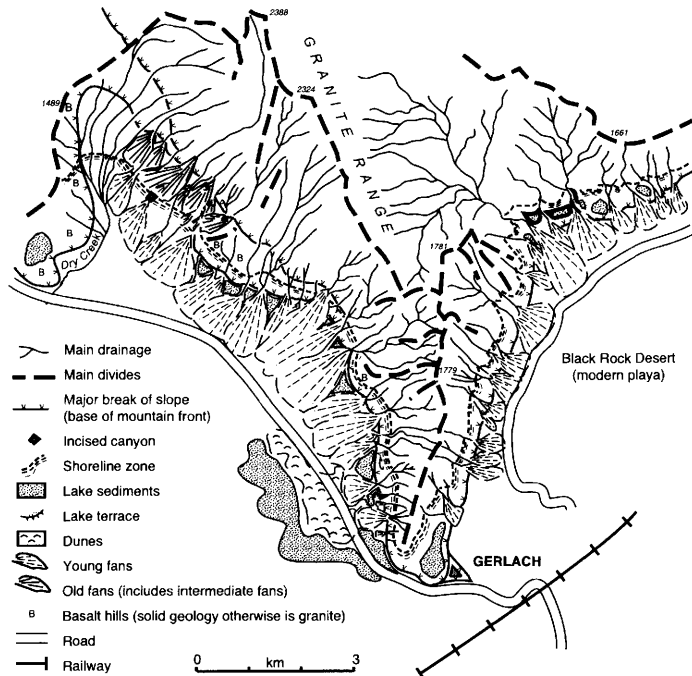 2388
2324
GRANITE RANGE
1489
B
1661
B
B
B
B
B
Dry Creek
B
1781
Black Rock Desert
(modern playa)
1779
B
Main drainage
Main divides
Major break of slope
(base of mountain front)
Incised canyon
Shoreline zone
Lake sediments
Lake terrace
Dunes
Young fans
GERLACH
Old fans (includes intermediate fans)
B Basalt hills (solid geology otherwise is granite)
Road
Railway
0 km 3